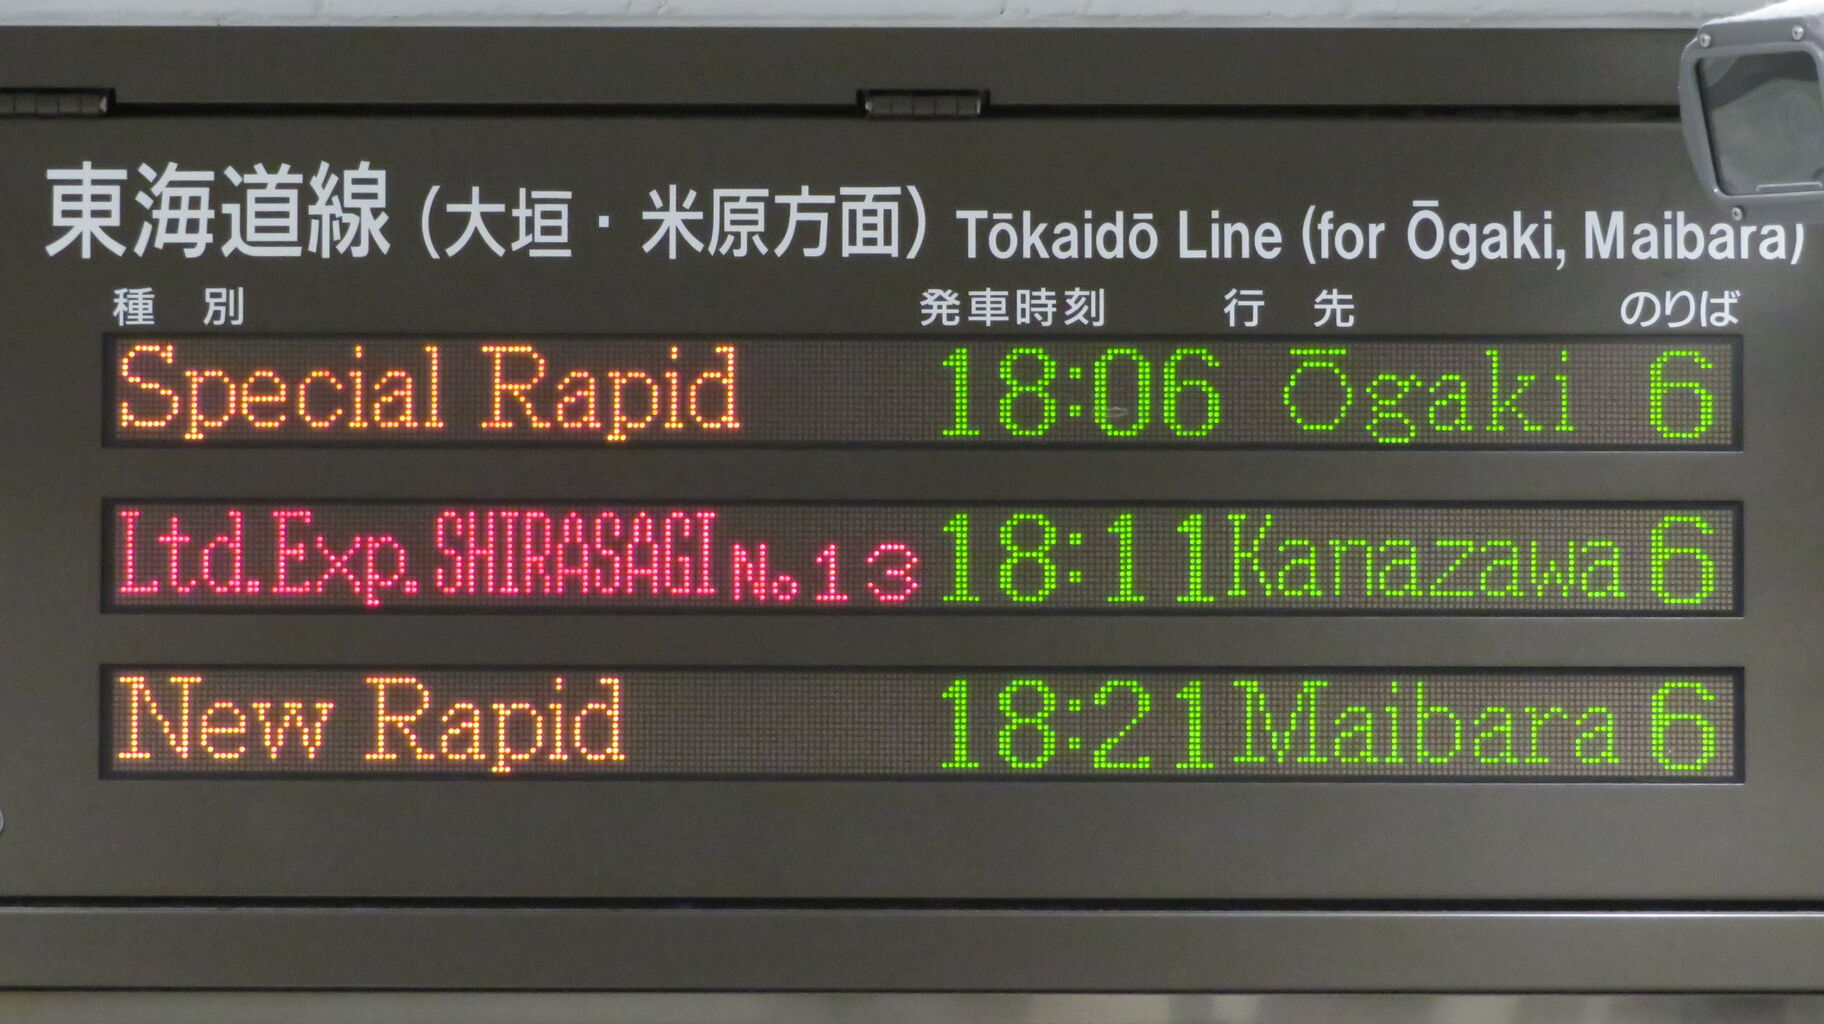 東海道線（大垣・米原方面） Tōkaidō Line (for Ōgaki, Maibara)
種別 発車時刻 行先 のりば
Special Rapid 18:06 Ōgaki 6
Ltd.Exp.SHIRASAGI No.13 18:11 Kanazawa 6
New Rapid 18:21 Maibara 6